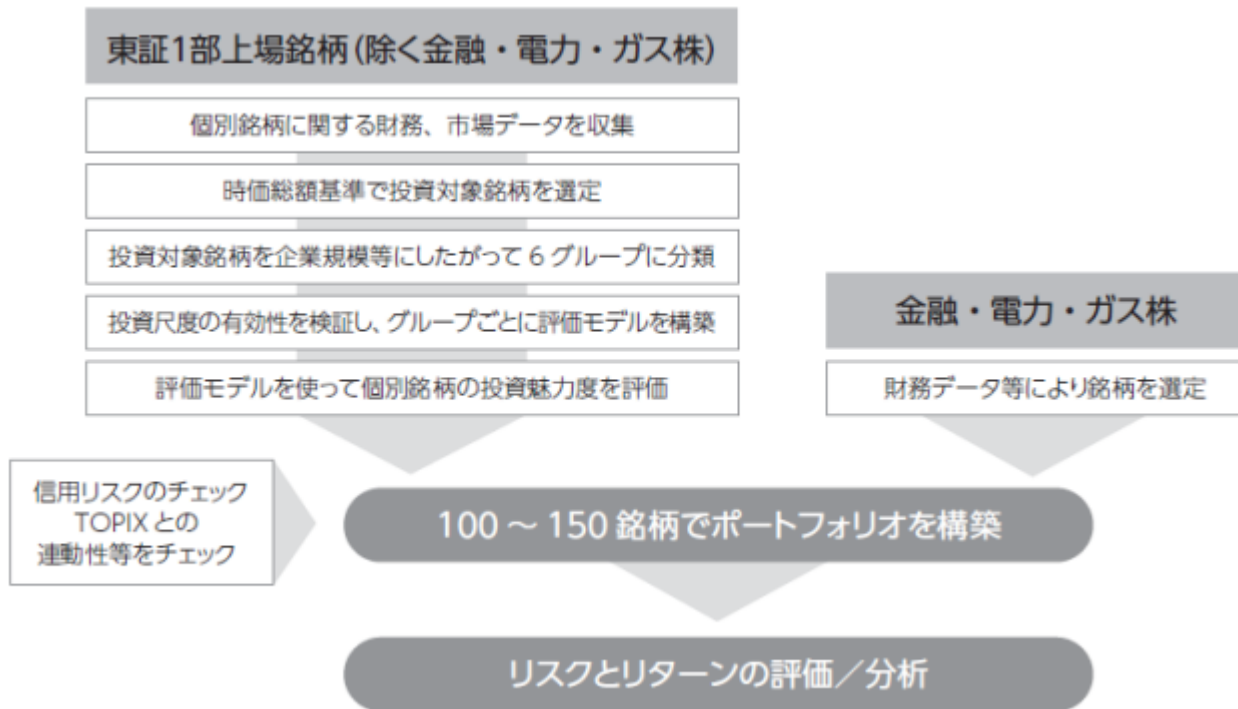 東証1部上場銘柄(除く金融・電力・ガス株)
個別銘柄に関する財務、市場データを収集
時価総額基準で投資対象銘柄を選定
投資対象銘柄を企業規模等にしたがって6グループに分類
投資尺度の有効性を検証し、グループごとに評価モデルを構築
評価モデルを使って個別銘柄の投資魅力度を評価
金融・電力・ガス株
財務データ等により銘柄を選定
信用リスクのチェック
TOPIXとの
連動性等をチェック
100～150銘柄でポートフォリオを構築
リスクとリターンの評価／分析